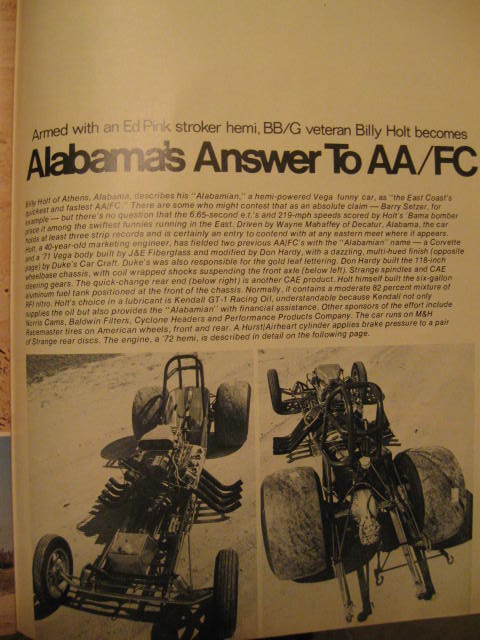 Armed with an Ed Pink stroker hemi, BB/G veteran Billy Holt becomes
Alabama's Answer To AA/FC
Billy Holt of Athens, Alabama, describes his "Alabamian," a hemi-powered Vega funny car, as "the East Coast's
quickest and fastest AA/FC." There are some who might contest that as an absolute claim — Barry Setzer, for
example — but there's no question that the 6.65-second e.t.'s and 219-mph speeds scored by Holt's 'Bama bomber
place it among the swiftest funnies running in the East. Driven by Wayne Mahaffey of Decatur, Alabama, the car
holds at least three strip records and is certainly an entry to contend with at any eastern meet where it appears.
Holt, a 40-year-old marketing engineer, has fielded two previous AA/FC's with the "Alabamian" name — a Corvette
and a '71 Vega body built by J&E Fiberglass and modified by Don Hardy, with a dazzling, multi-hued finish (opposite
page) by Duke's Car Craft. Duke's was also responsible for the gold leaf lettering. Don Hardy built the 118-inch
wheelbase chassis, with coil wrapped shocks suspending the front axle (below left). Strange spindles and CAE
steering gears. The quick-change rear end (below right) is another CAE product. Holt himself built the six-gallon
aluminum fuel tank positioned at the front of the chassis. Normally, it contains a moderate 82 percent mixture of
RFI nitro. Holt's choice in a lubricant is Kendall GT-1 Racing Oil, understandable because Kendall not only
supplies the oil but also provides the "Alabamian" with financial assistance. Other sponsors of the effort include
Norris Cams, Baldwin Filters, Cyclone Headers and Performance Products Company. The car runs on M&H
Racemaster tires on American wheels, front and rear. A Hurst/Airheart cylinder applies brake pressure to a pair
of Strange rear discs. The engine, a '72 hemi, is described in detail on the following page.